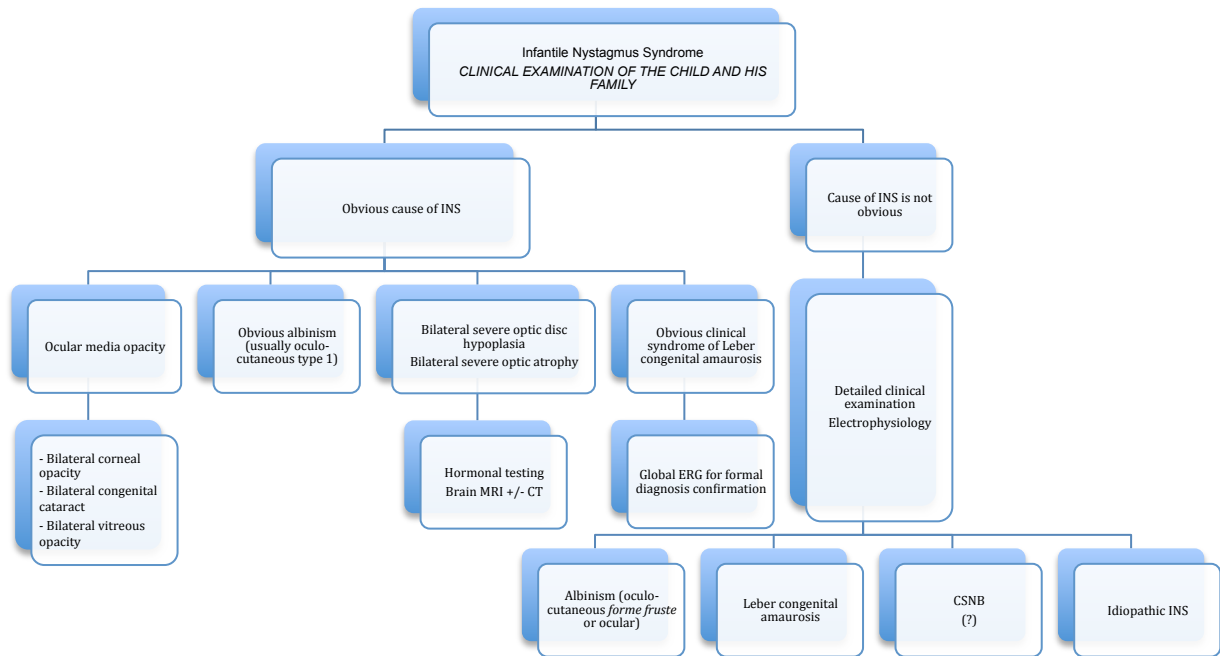 Infantile Nystagmus Syndrome
CLINICAL EXAMINATION OF THE CHILD AND HIS
FAMILY
Obvious cause of INS
Cause of INS is not
obvious
Ocular media opacity
Obvious albinism
(usually oculo-
cutaneous type 1)
Bilateral severe optic disc
hypoplasia
Bilateral severe optic atrophy
Obvious clinical
syndrome of Leber
congenital amaurosis
Detailed clinical
examination
Electrophysiology
- Bilateral corneal
opacity
- Bilateral congenital
cataract
- Bilateral vitreous
opacity
Hormonal testing
Brain MRI +/- CT
Global ERG for formal
diagnosis confirmation
Albinism (oculo-
cutaneous forme fruste
or ocular)
Leber congenital
amaurosis
CSNB
(?)
Idiopathic INS